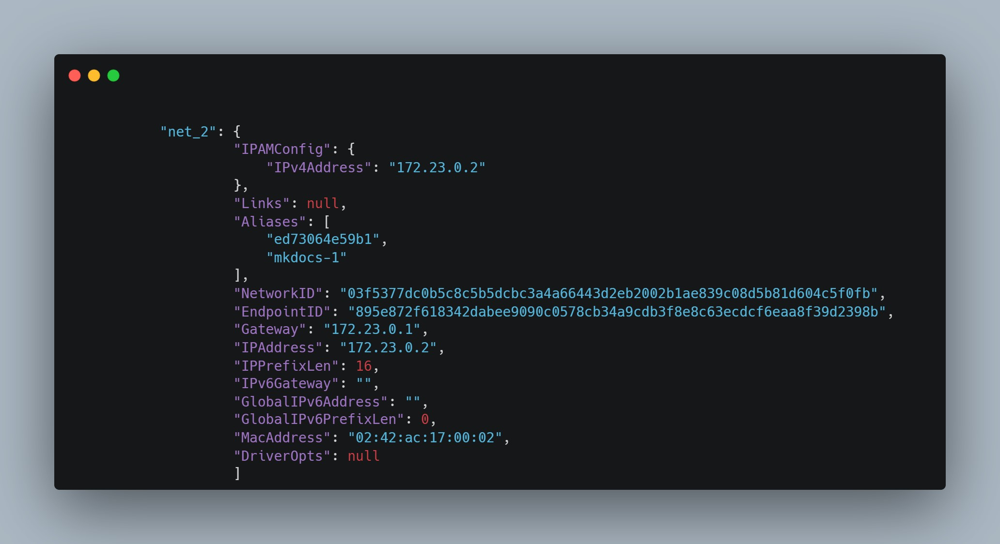 "net_2": {
"IPAMConfig": {
"IPv4Address": "172.23.0.2"
},
"Links": null,
"Aliases": [
"ed73064e59b1",
"mkdocs-1"
],
"NetworkID": "03f5377dc0b5c8c5b5dcbc3a4a66443d2eb2002b1ae839c08d5b81d604c5f0fb",
"EndpointID": "895e872f618342dabee9090c0578cb34a9cdb3f8e8c63ecdcf6eaa8f39d2398b",
"Gateway": "172.23.0.1",
"IPAddress": "172.23.0.2",
"IPPrefixLen": 16,
"IPv6Gateway": "",
"GlobalIPv6Address": "",
"GlobalIPv6PrefixLen": 0,
"MacAddress": "02:42:ac:17:00:02",
"DriverOpts": null
]